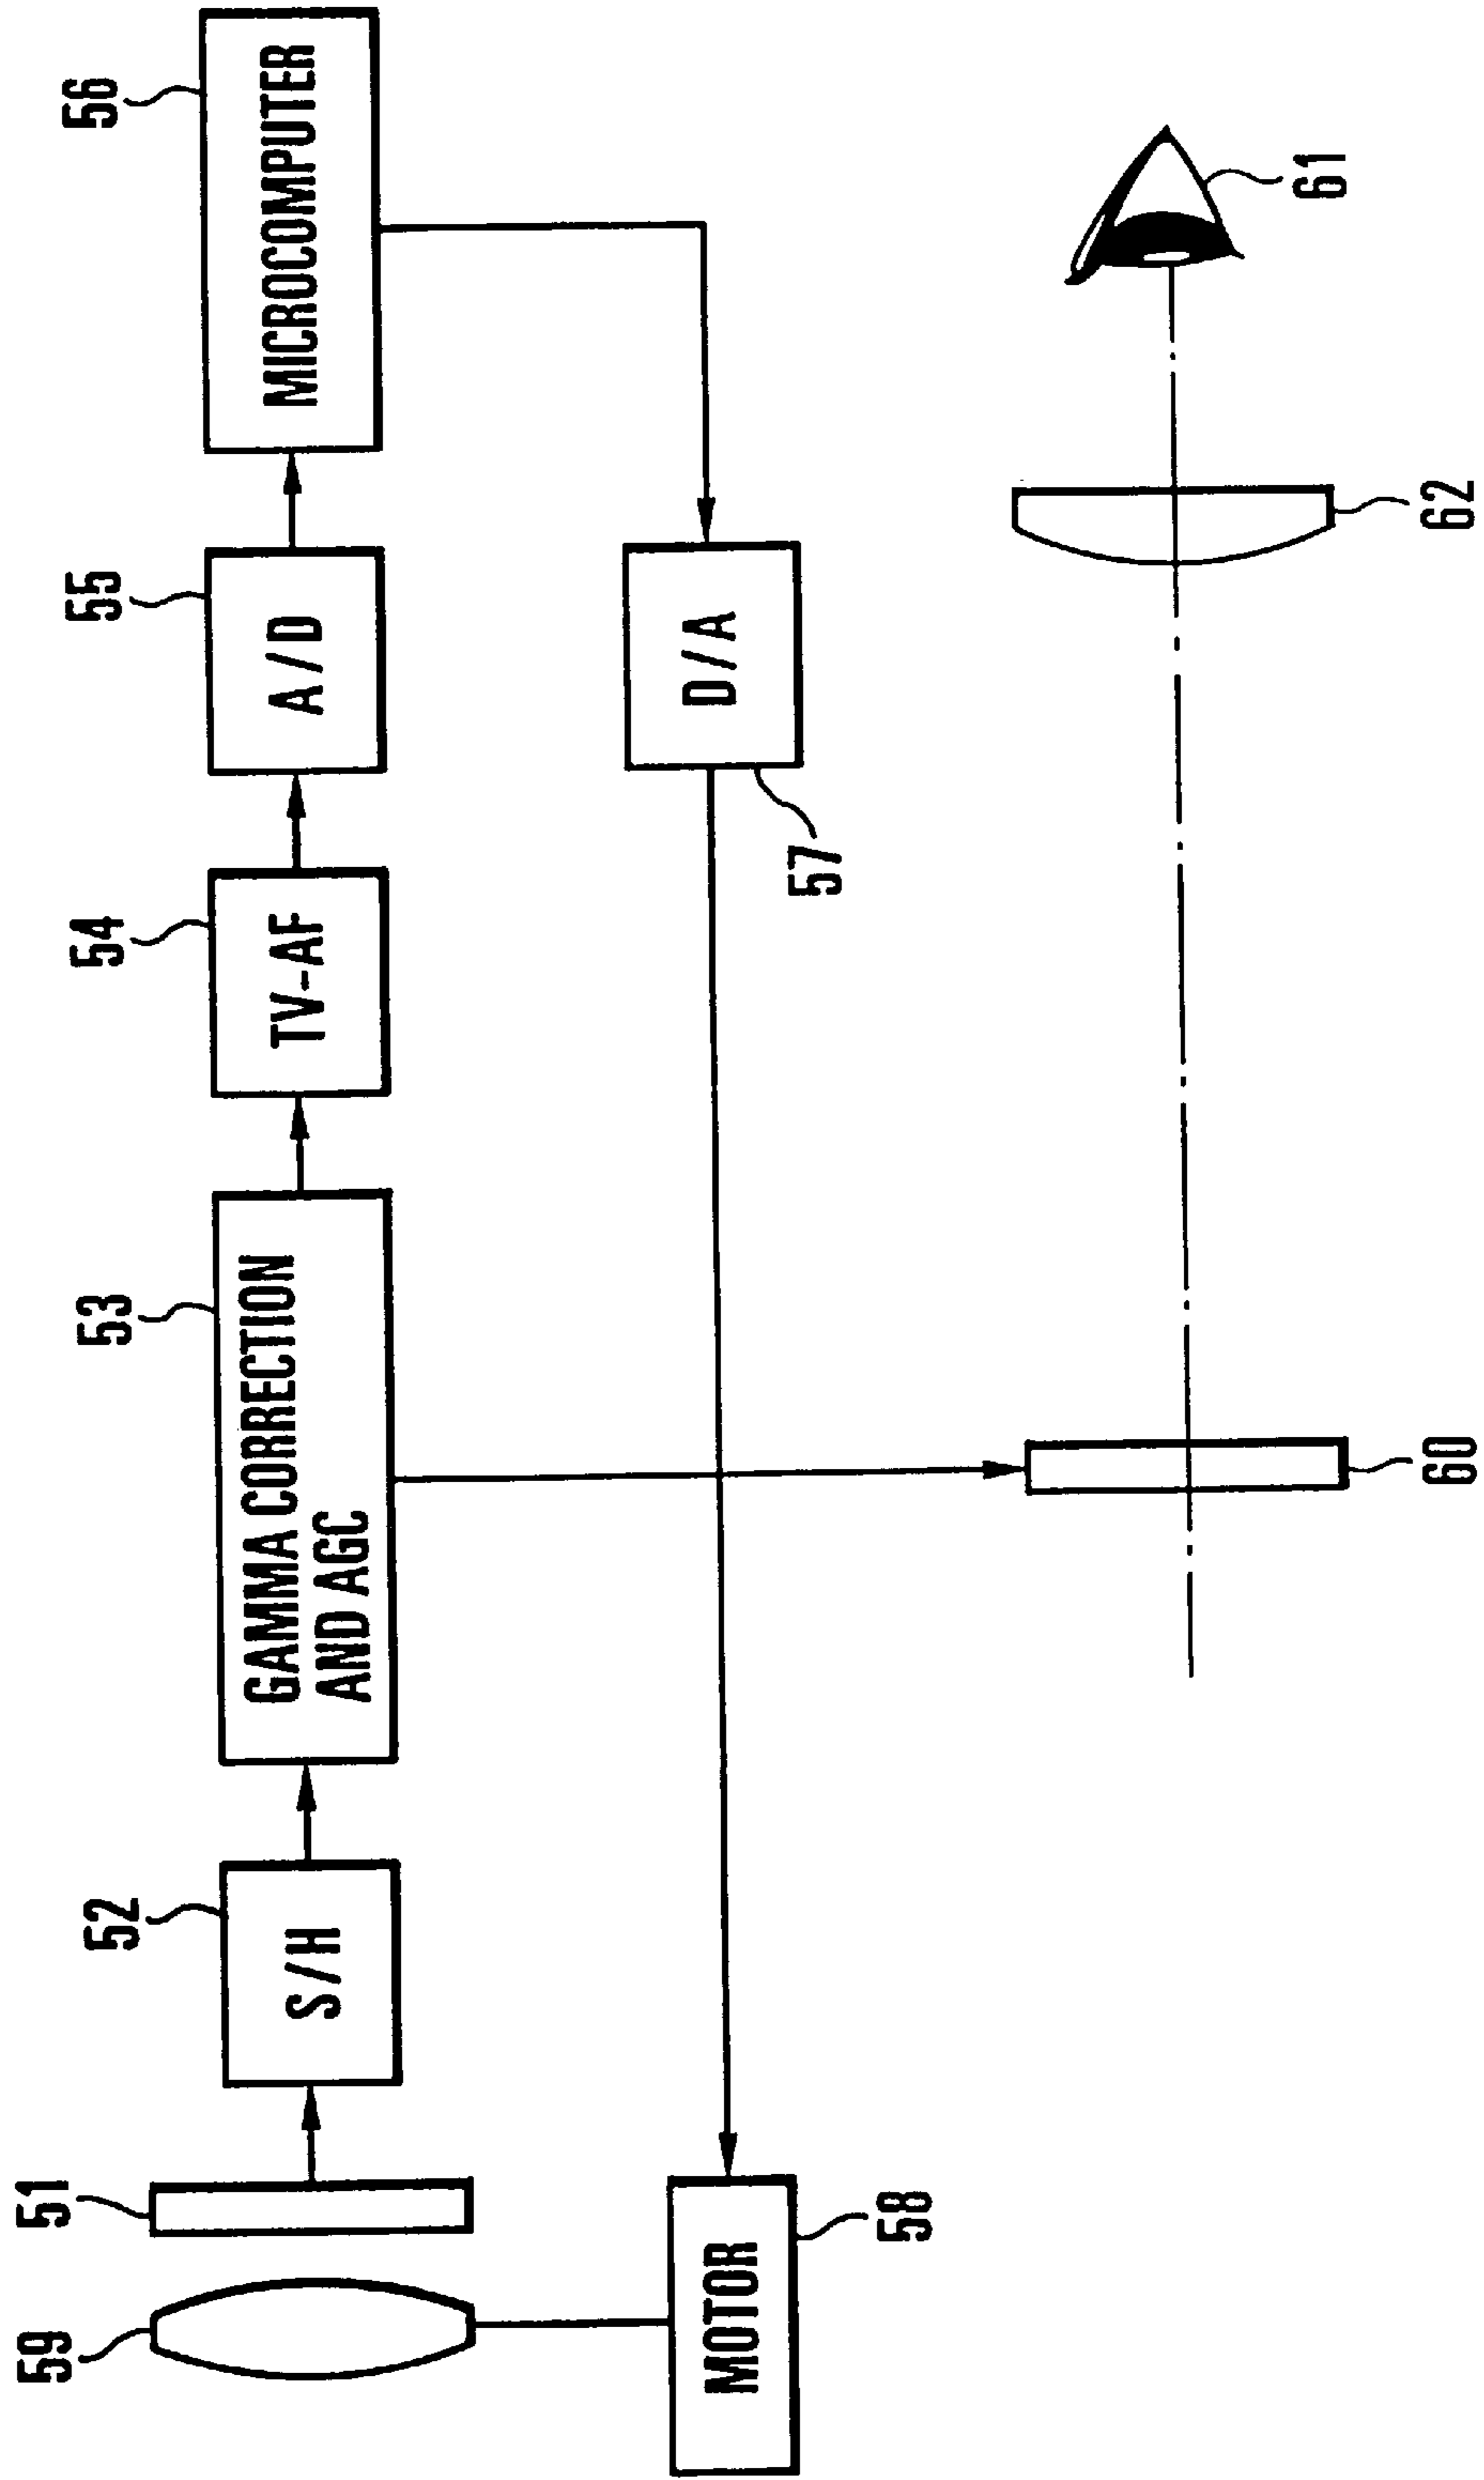 59
51
52
53
54
55
56
S/H
GAMMA CORRECTION
AND AGC
TV-AF
A/D
MICROCOMPUTER
MOTOR
58
D/A
57
60
62
61